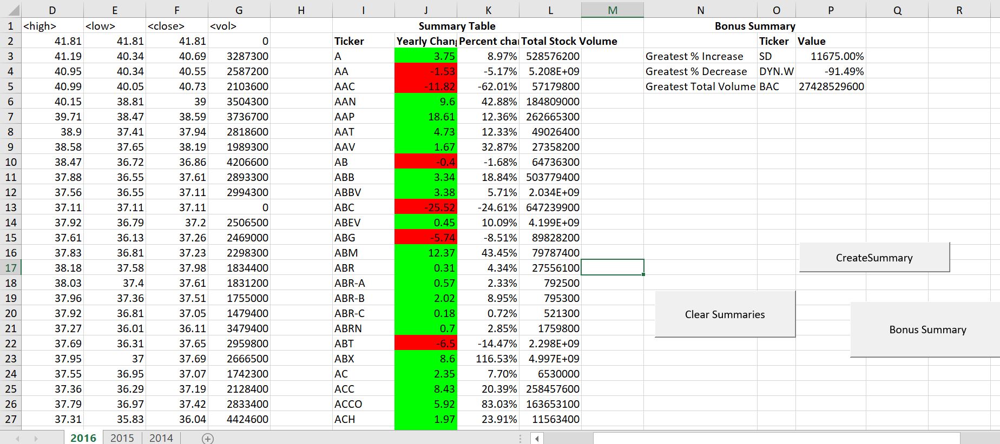 D E F G H I J K L M N O P Q R
1 <high> <low> <close> <vol> Summary Table Bonus Summary
2 41.81 41.81 41.81 0 Ticker Yearly Chang Percent chai Total Stock Volume Ticker Value
3 41.19 40.34 40.69 3287300 A 3.75 8.97% 528576200 Greatest % Increase SD 11675.00%
4 40.95 40.34 40.55 2587200 AA -1.53 -5.17% 5.208E+09 Greatest % Decrease DYN.W -91.49%
5 40.99 40.05 40.73 2103600 AAC -11.82 -62.01% 57179800 Greatest Total Volume BAC 27428529600
6 40.15 38.81 39 3504300 AAN 9.6 42.88% 184809000
7 39.71 38.47 38.59 3736700 AAP 18.61 12.36% 262665300
8 38.9 37.41 37.94 2818600 AAT 4.73 12.33% 49026400
9 38.58 37.65 38.19 1989300 AAV 1.67 32.87% 27358200
10 38.47 36.72 36.86 4206600 AB -0.4 -1.68% 64736300
11 37.88 36.55 37.61 2893300 ABB 3.34 18.84% 503779400
12 37.56 36.55 37.11 2994300 ABBV 3.38 5.71% 2.034E+09
13 37.11 37.11 37.11 0 ABC -25.52 -24.61% 647239900
14 37.92 36.79 37.2 2506500 ABEV 0.45 10.09% 4.199E+09
15 37.61 36.13 37.26 2469000 ABG -5.74 -8.51% 89828200
16 37.83 36.81 37.23 2298300 ABM 12.37 43.45% 79787400
CreateSummary
17 38.18 37.58 37.98 1834400 ABR 0.31 4.34% 27556100
18 38.03 37.4 37.61 1831200 ABR-A 0.57 2.33% 792500
19 37.96 37.36 37.51 1755000 ABR-B 2.02 8.95% 795300
20 37.92 36.81 37.05 1479400 ABR-C 0.18 0.72% 521300
Clear Summaries
21 37.27 36.01 36.11 3479400 ABRN 0.7 2.85% 1759800
Bonus Summary
22 37.69 36.31 37.65 2959800 ABT -6.5 -14.47% 2.298E+09
23 37.95 37 37.69 2666500 ABX 8.6 116.53% 4.997E+09
24 37.55 36.95 37.07 1742300 AC 2.35 7.70% 6530000
25 37.36 36.29 37.19 2128400 ACC 8.43 20.39% 258457600
26 37.79 36.97 37.42 2833400 ACCO 5.92 83.03% 163653100
27 37.31 35.83 36.04 4424600 ACH 1.97 23.91% 11563400
2016 2015 2014